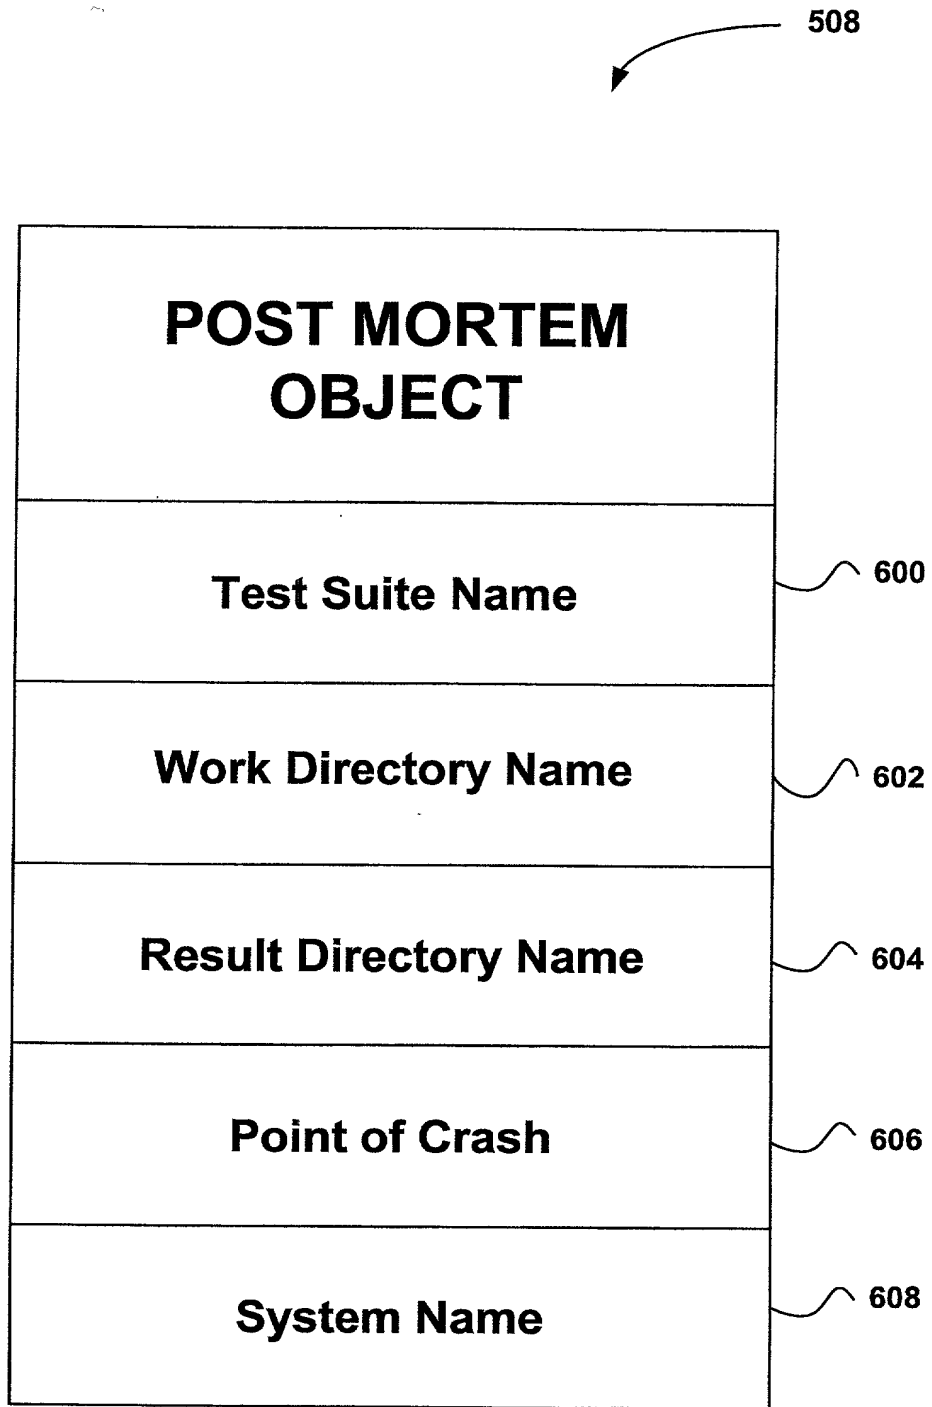 508
POST MORTEM
OBJECT
Test Suite Name
600
Work Directory Name
602
Result Directory Name
604
Point of Crash
606
System Name
608